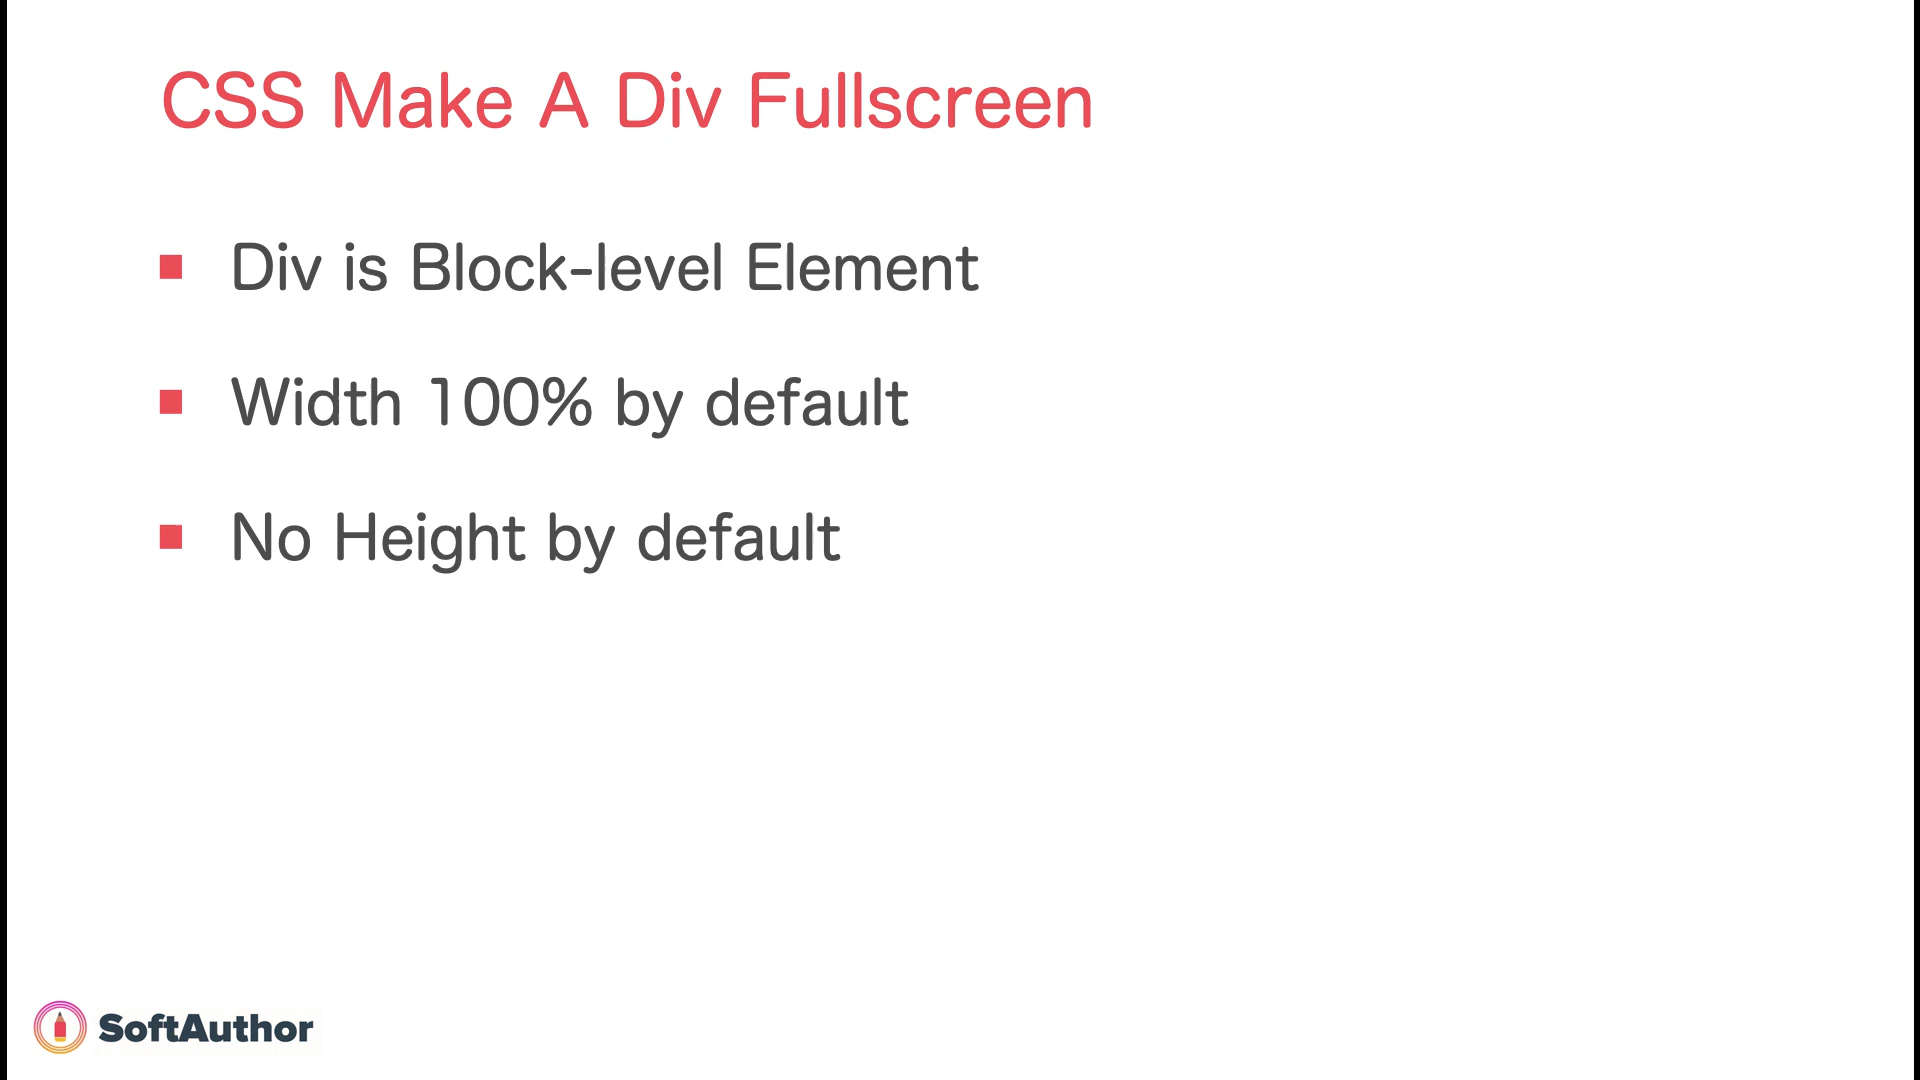 CSS Make A Div Fullscreen
Div is Block-level Element
Width 100% by default
No Height by default
SoftAuthor